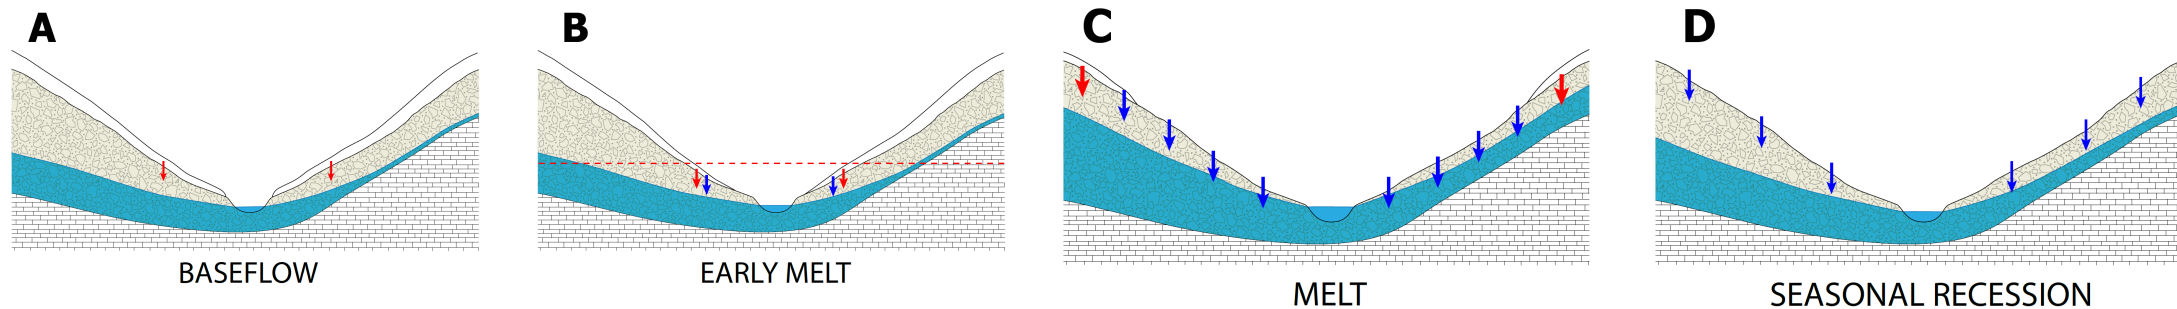 A
B
C
D
BASEFLOW
EARLY MELT
MELT
SEASONAL RECESSION